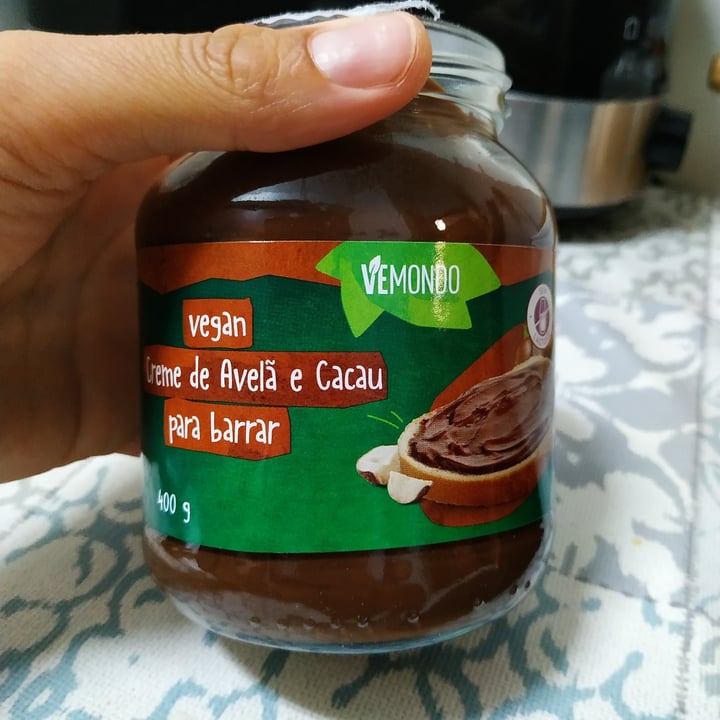 VEMONDO
vegan
Creme de Avelã e Cacau
para barrar
400 g